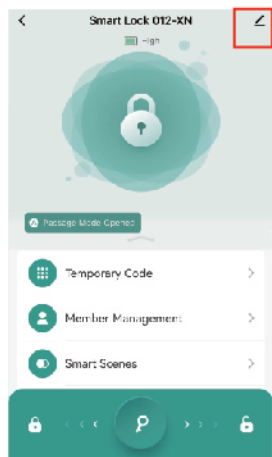 Smart Lock 012-XN
High
Passage Mode Opened
Temporary Code
Member Management
Smart Scenes